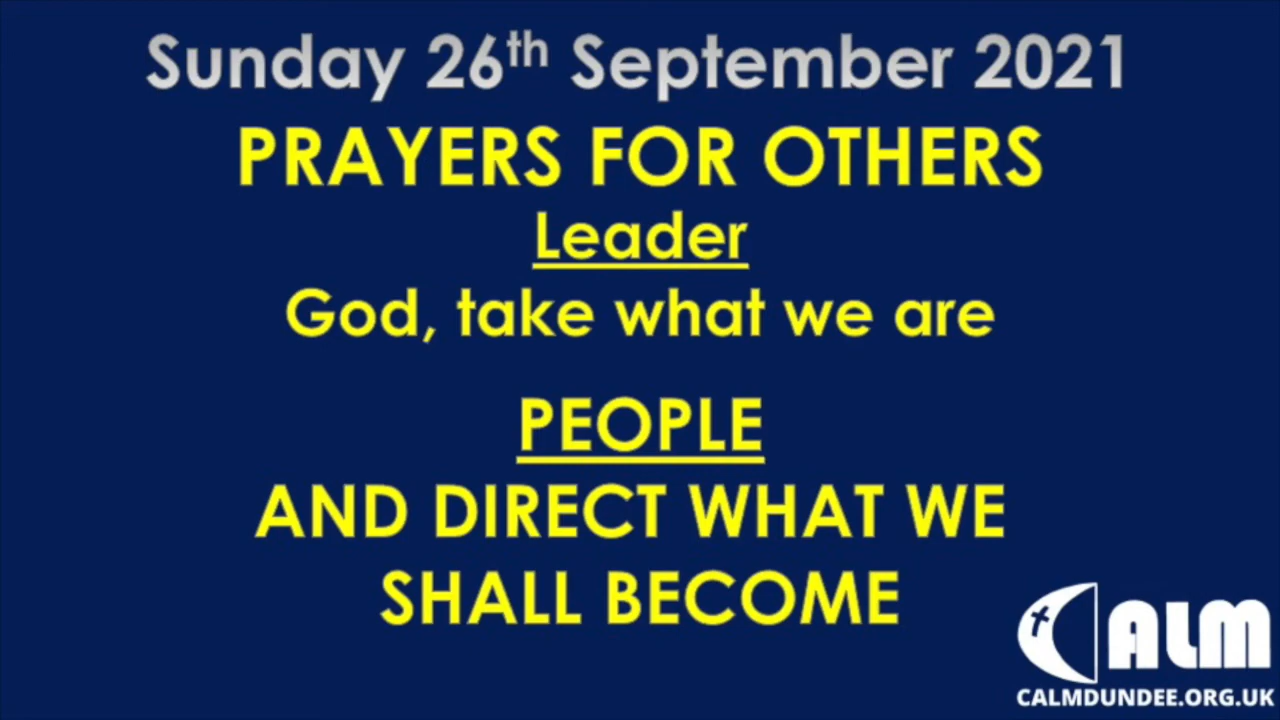 Sunday 26th September 2021
PRAYERS FOR OTHERS
Leader
God, take what we are
PEOPLE
AND DIRECT WHAT WE
SHALL BECOME
CALM
CALMDUNDEE.ORG.UK